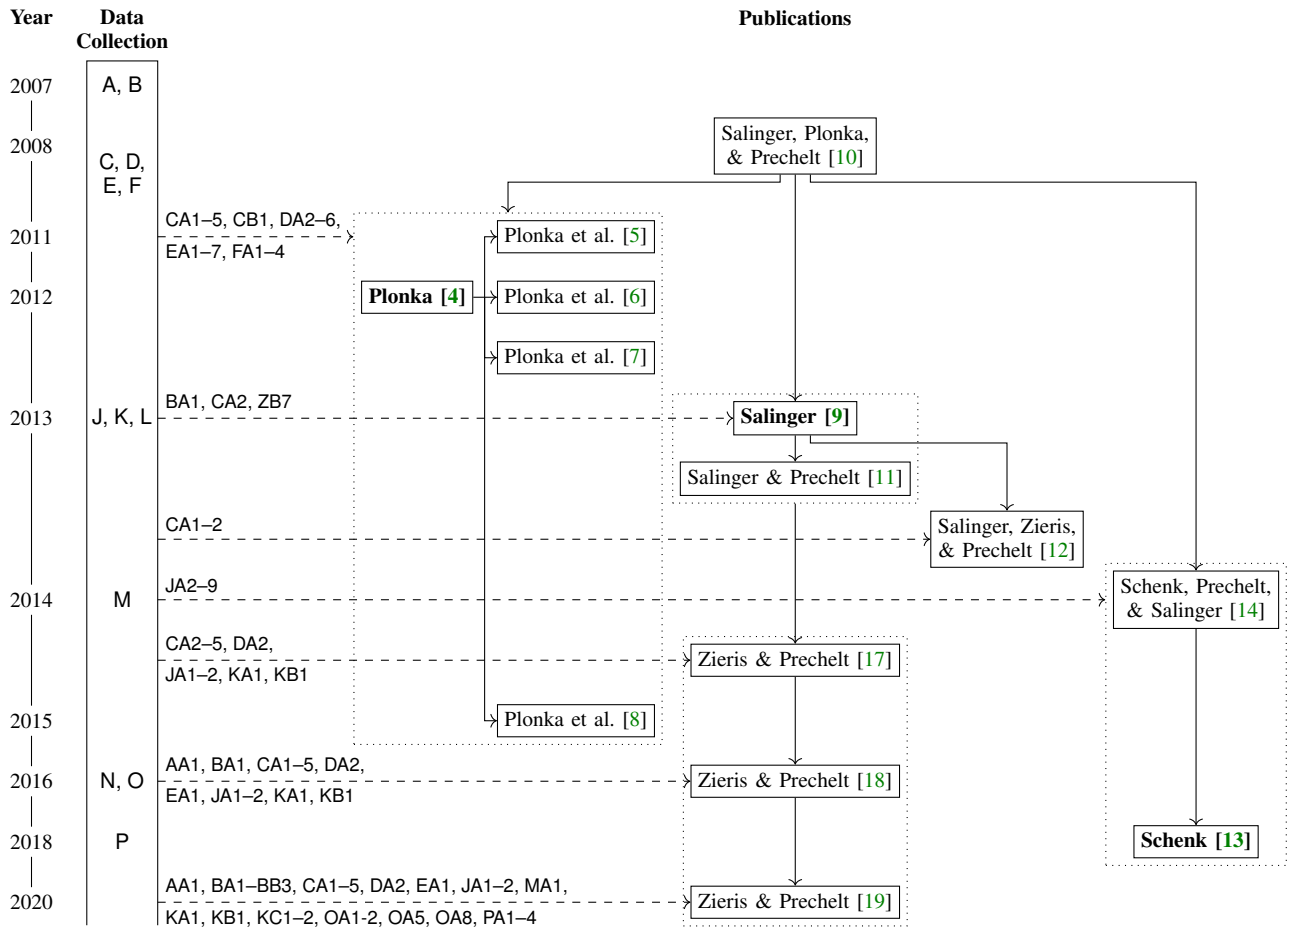 Year
Data
Collection
Publications
2007
A, B
2008
Salinger, Plonka,
& Prechelt [10]
C, D,
E, F
CA1–5, CB1, DA2–6,
2011
EA1–7, FA1–4
Plonka et al. [5]
2012
Plonka [4]
Plonka et al. [6]
Plonka et al. [7]
BA1, CA2, ZB7
2013
J, K, L
Salinger [9]
Salinger & Prechelt [11]
CA1–2
Salinger, Zieris,
& Prechelt [12]
JA2–9
2014
M
Schenk, Prechelt,
& Salinger [14]
CA2–5, DA2,
JA1–2, KA1, KB1
Zieris & Prechelt [17]
2015
Plonka et al. [8]
AA1, BA1, CA1–5, DA2,
2016
N, O
EA1, JA1–2, KA1, KB1
Zieris & Prechelt [18]
2018
P
Schenk [13]
AA1, BA1–BB3, CA1–5, DA2, EA1, JA1–2, MA1,
2020
KA1, KB1, KC1–2, OA1-2, OA5, OA8, PA1–4
Zieris & Prechelt [19]